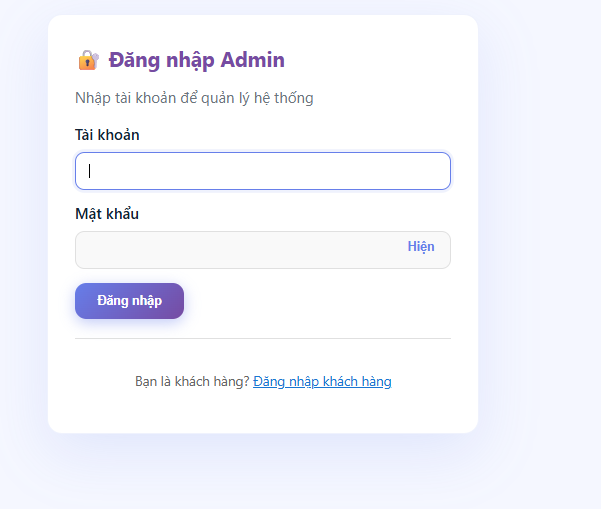 Đăng nhập Admin
Nhập tài khoản để quản lý hệ thống
Tài khoản
Mật khẩu
Hiện
Đăng nhập
Bạn là khách hàng? Đăng nhập khách hàng